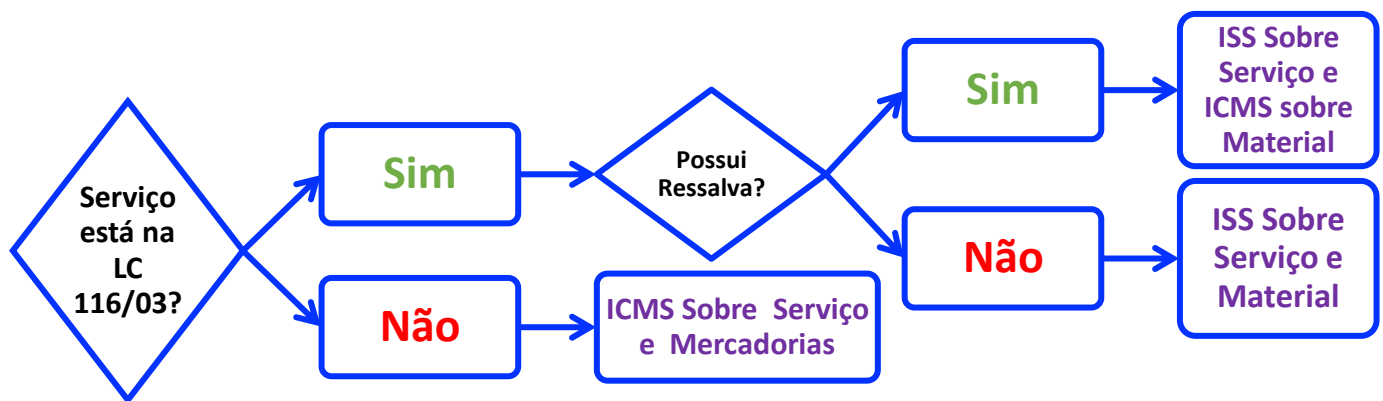 Serviço
está na
LC
116/03?
Sim
Não
Possui
Ressalva?
ICMS Sobre Serviço
e Mercadorias
Sim
Não
ISS Sobre
Serviço e
ICMS sobre
Material
ISS Sobre
Serviço e
Material